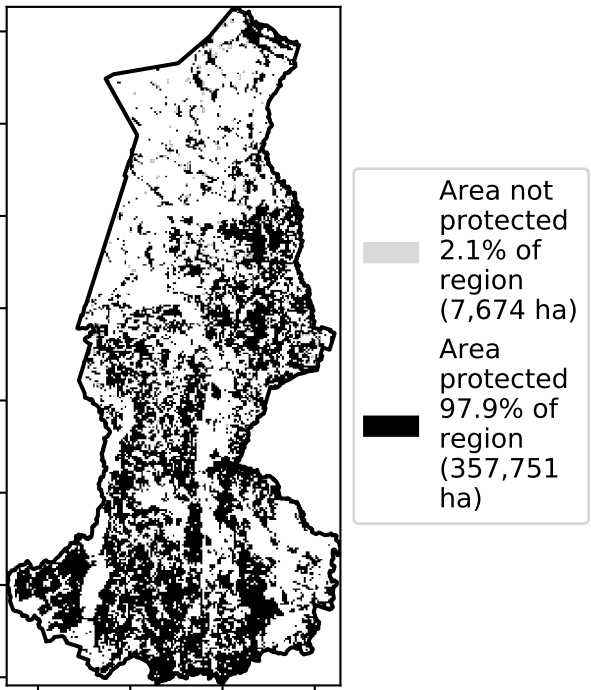 Area not
protected
2.1% of
region
(7,674 ha)
Area
protected
97.9% of
region
(357,751
ha)